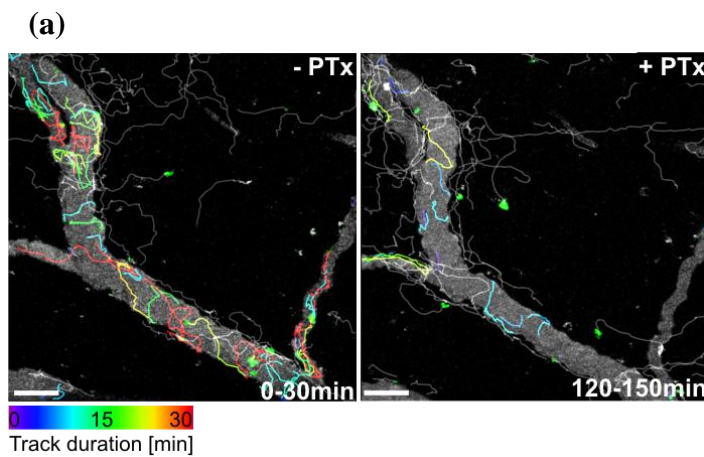 (a)
- PTx
+ PTx
0-30min
120-150min
0 15 30
Track duration [min]